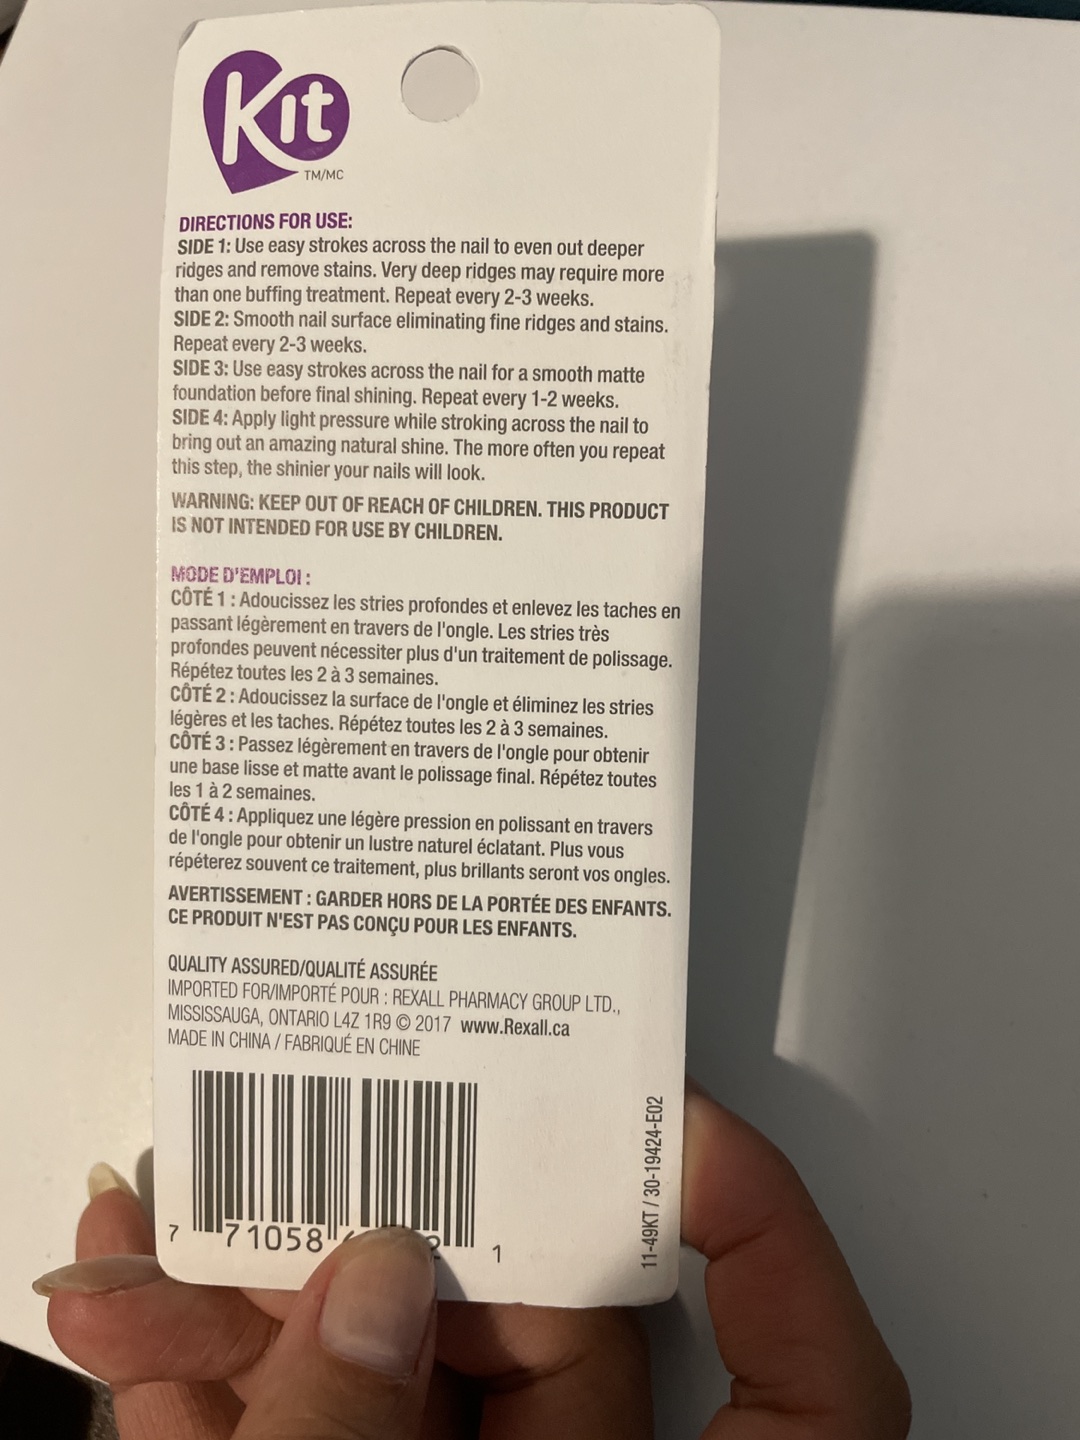 Kit
TM/MC
DIRECTIONS FOR USE:
SIDE 1: Use easy strokes across the nail to even out deeper
ridges and remove stains. Very deep ridges may require more
than one buffing treatment. Repeat every 2-3 weeks.
SIDE 2: Smooth nail surface eliminating fine ridges and stains.
Repeat every 2-3 weeks.
SIDE 3: Use easy strokes across the nail for a smooth matte
foundation before final shining. Repeat every 1-2 weeks.
SIDE 4: Apply light pressure while stroking across the nail to
bring out an amazing natural shine. The more often you repeat
this step, the shinier your nails will look.
WARNING: KEEP OUT OF REACH OF CHILDREN. THIS PRODUCT
IS NOT INTENDED FOR USE BY CHILDREN.
MODE D'EMPLOI :
CÔTÉ 1 : Adoucissez les stries profondes et enlevez les taches en
passant légèrement en travers de l'ongle. Les stries très
profondes peuvent nécessiter plus d'un traitement de polissage.
Répétez toutes les 2 à 3 semaines.
CÔTÉ 2 : Adoucissez la surface de l'ongle et éliminez les stries
légères et les taches. Répétez toutes les 2 à 3 semaines.
CÔTÉ 3 : Passez légèrement en travers de l'ongle pour obtenir
une base lisse et matte avant le polissage final. Répétez toutes
les 1 à 2 semaines.
CÔTÉ 4 : Appliquez une légère pression en polissant en travers
de l'ongle pour obtenir un lustre naturel éclatant. Plus vous
répéterez souvent ce traitement, plus brillants seront vos ongles.
AVERTISSEMENT : GARDER HORS DE LA PORTÉE DES ENFANTS.
CE PRODUIT N'EST PAS CONÇU POUR LES ENFANTS.
QUALITY ASSURED/QUALITÉ ASSURÉE
IMPORTED FOR/IMPORTÉ POUR : REXALL PHARMACY GROUP LTD.,
MISSISSAUGA, ONTARIO L4Z 1R9 © 2017 www.Rexall.ca
MADE IN CHINA / FABRIQUÉ EN CHINE
7 71058 1
11-49KT / 30-19424-E02